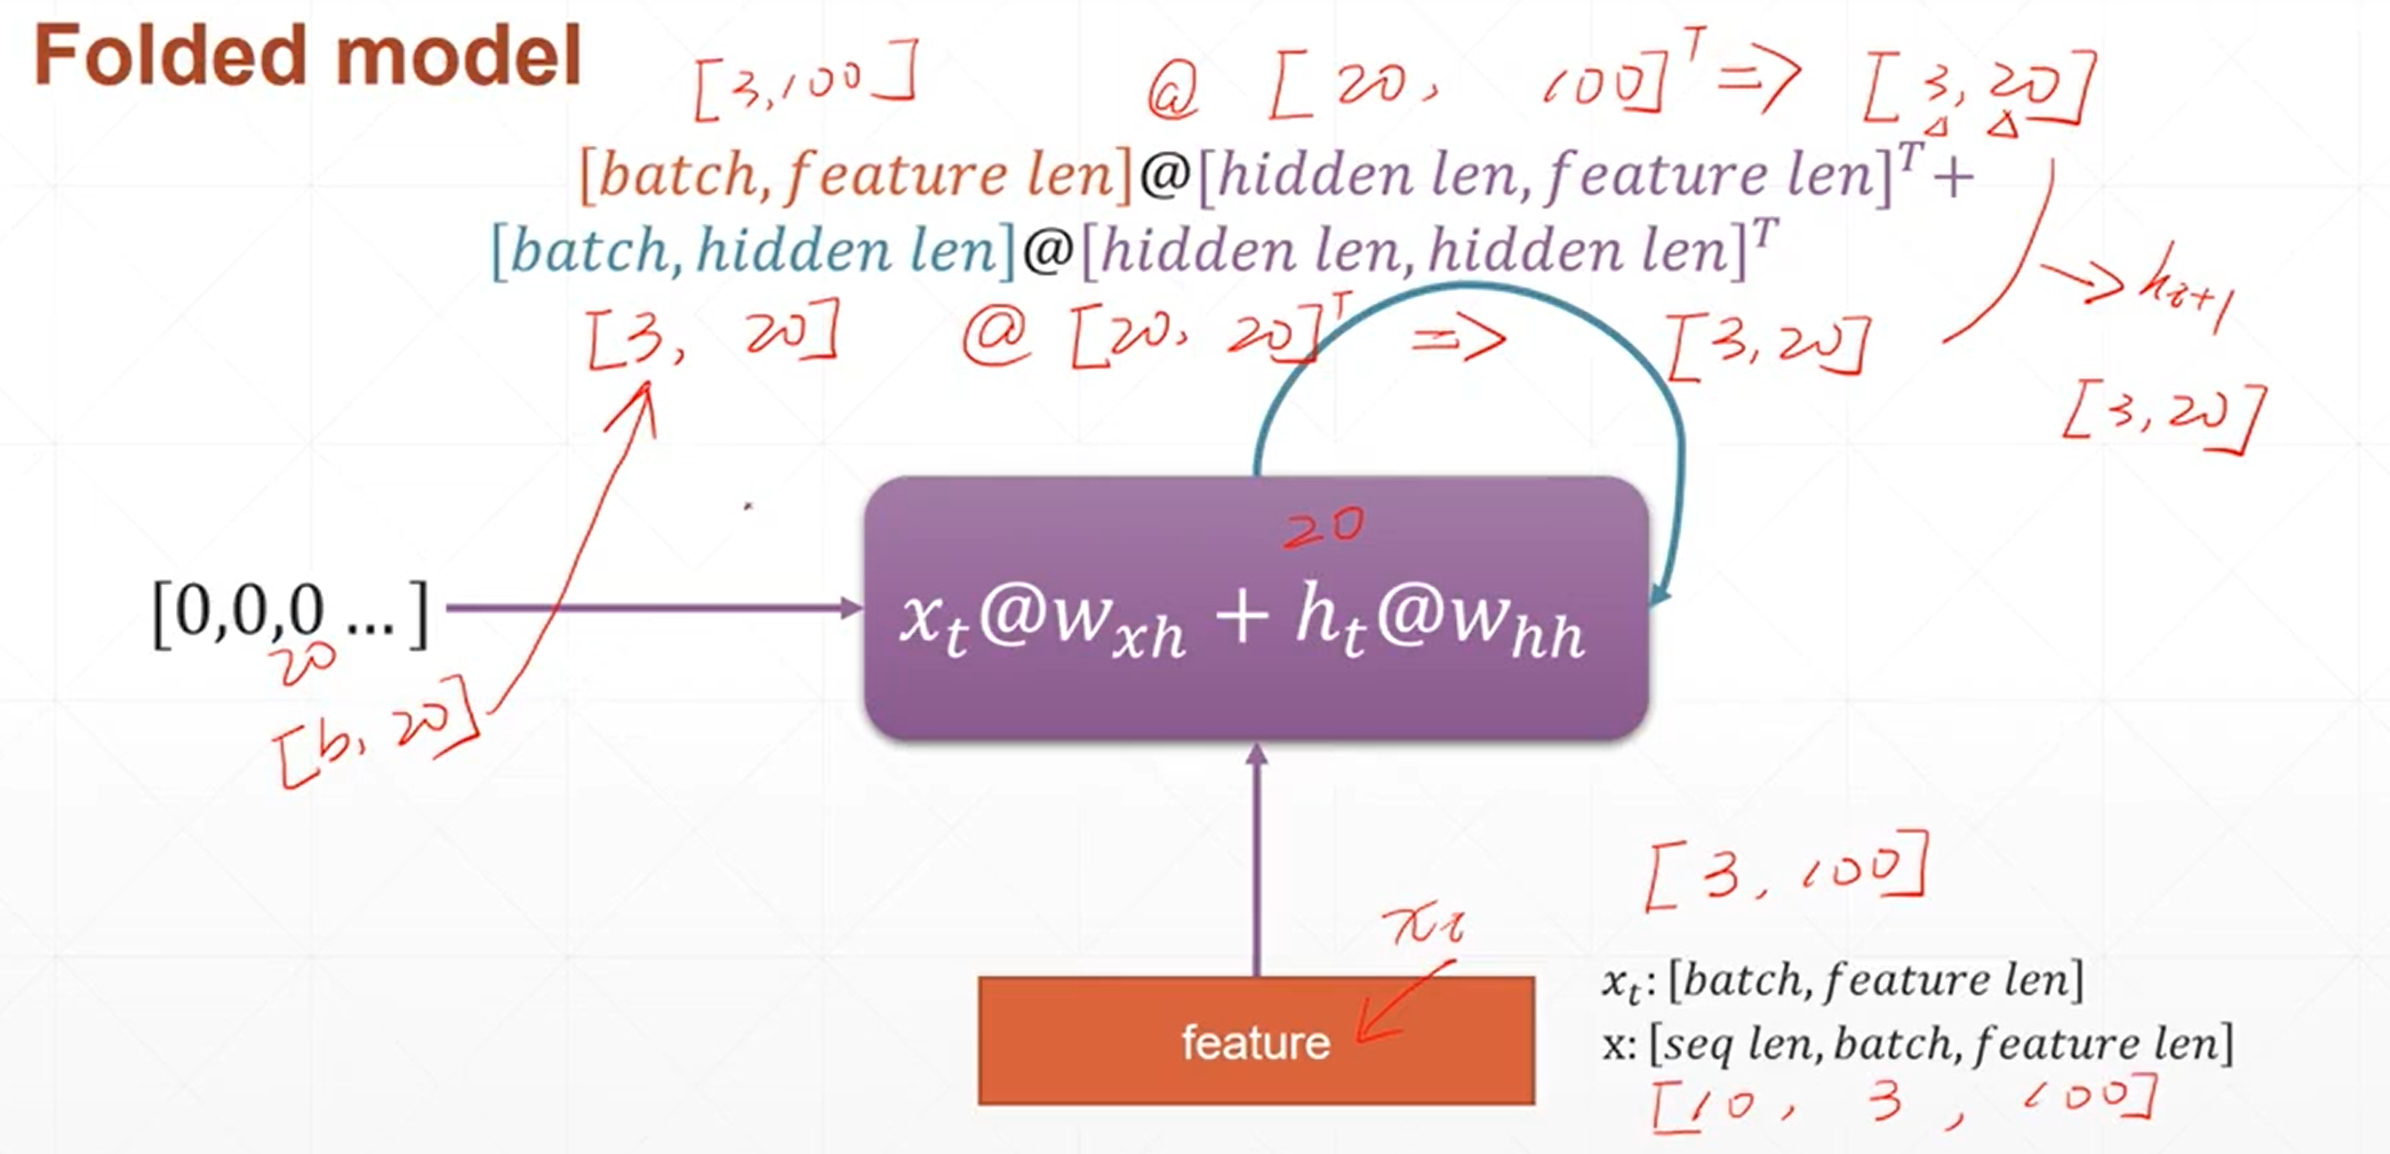 Folded model
[3,100] @ [20, 100]^T => [3,20]
[batch, feature len]@[hidden len, feature len]^T +
[batch, hidden len]@[hidden len, hidden len]^T
→ h_{t+1}
[3, 20] @ [20, 20]^T => [3,20]
[3,20]
20
[0,0,0 ...]
x_t@w_{xh} + h_t@w_{hh}
20
[b, 20]
[3, 100]
x_t
x_t: [batch, feature len]
feature
x: [seq len, batch, feature len]
[10, 3, 100]